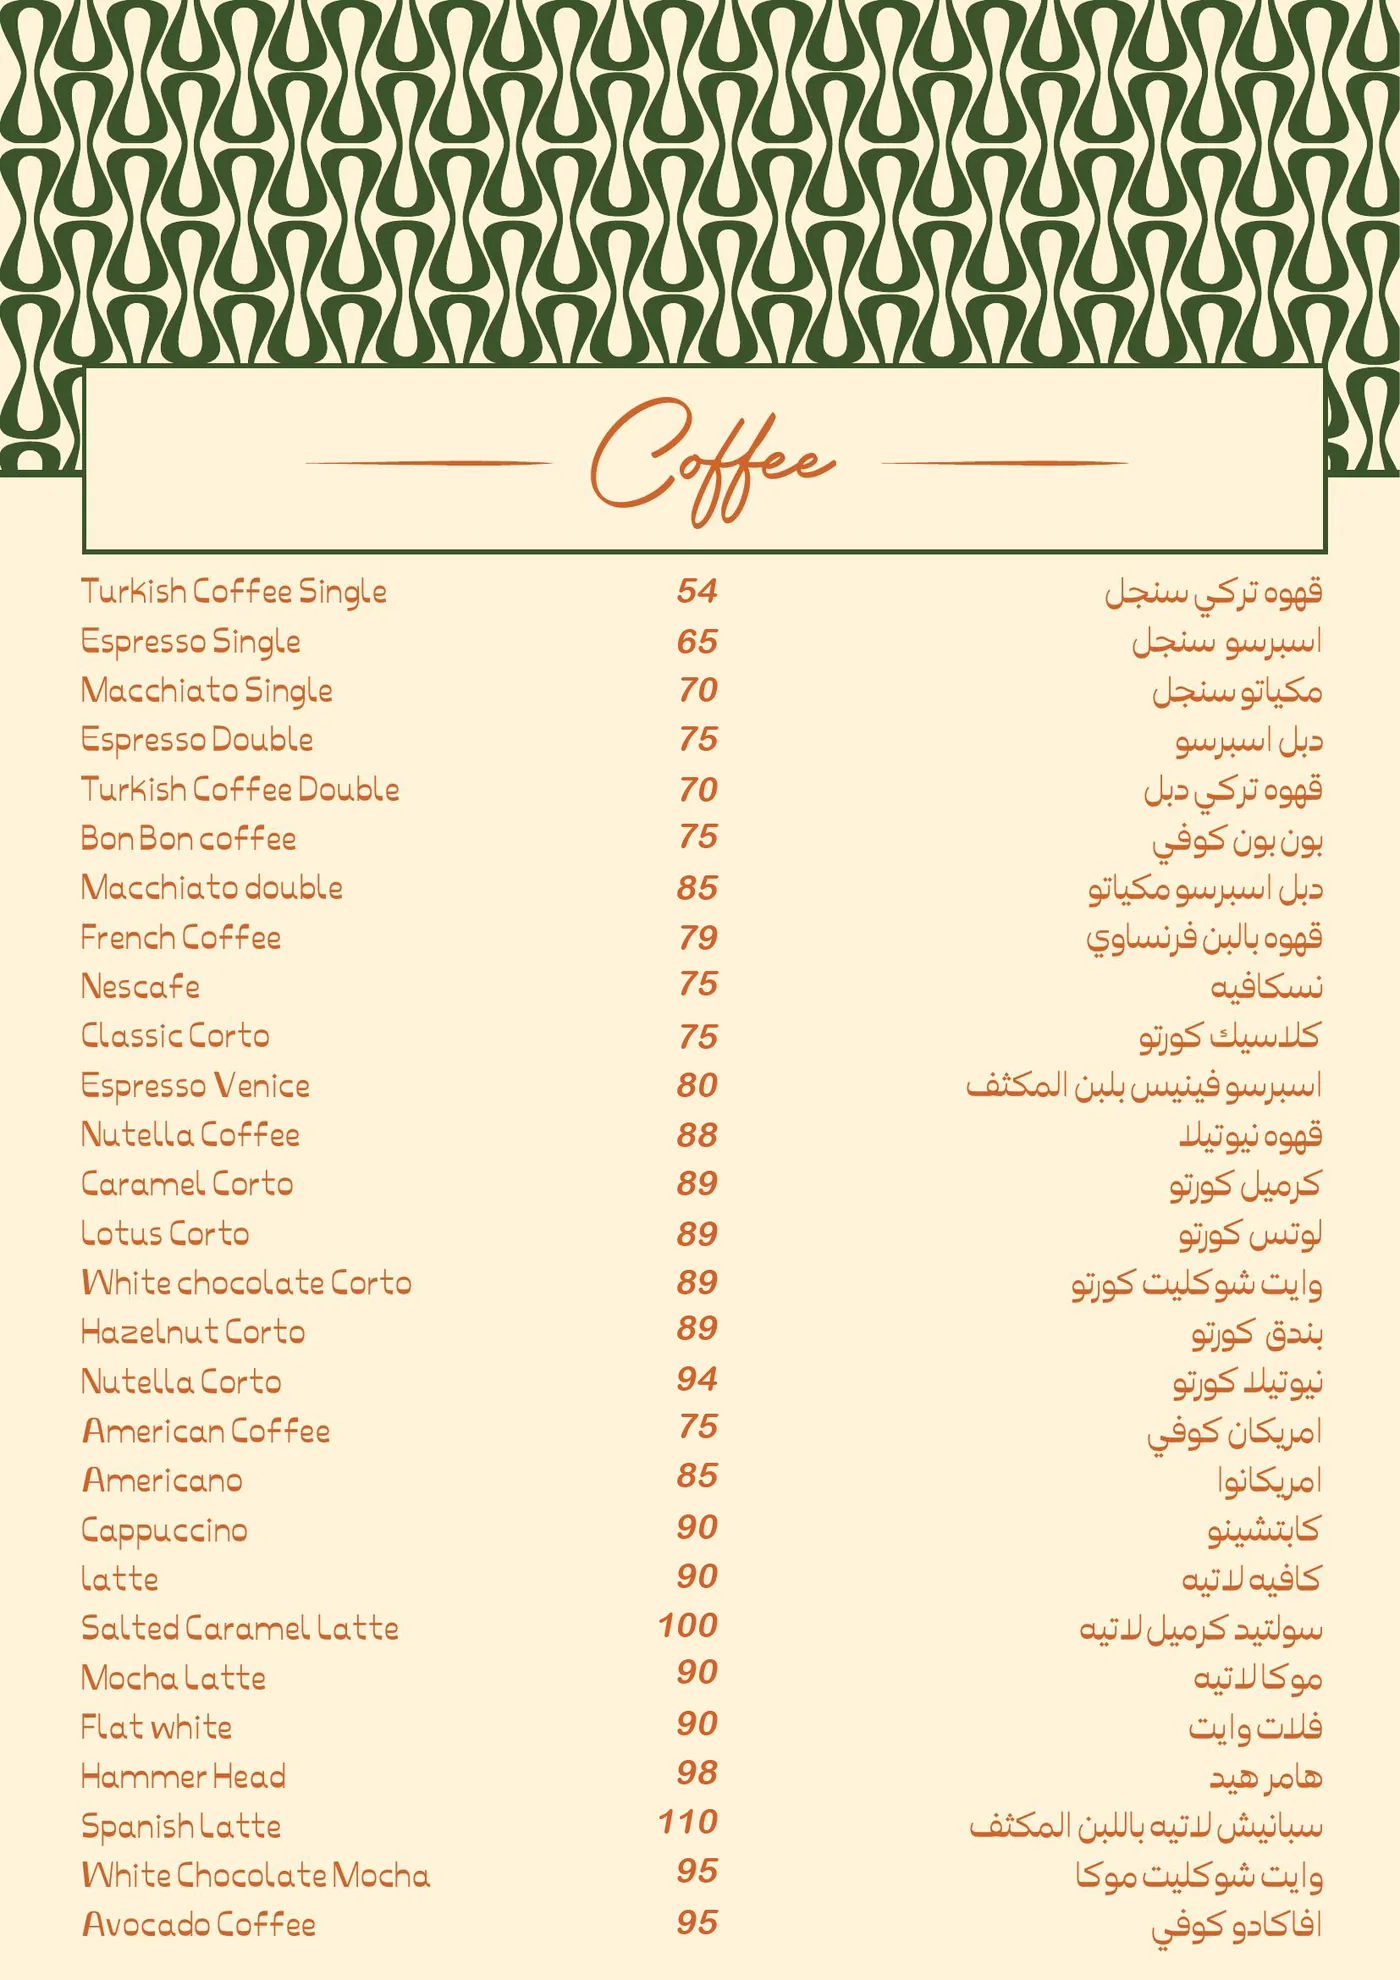 Coffee
Turkish Coffee Single 54 قهوه تركي سنجل
Espresso Single 65 اسبرسو سنجل
Macchiato Single 70 مكياتو سنجل
Espresso Double 75 دبل اسبرسو
Turkish Coffee Double 70 قهوه تركي دبل
Bon Bon coffee 75 بون بون كوفي
Macchiato double 85 دبل اسبرسو مكياتو
French Coffee 79 قهوه بالبن فرنساوي
Nescafe 75 نسكافيه
Classic Corto 75 كلاسيك كورتو
Espresso Venice 80 اسبرسو فينيس بلبن المكثف
Nutella Coffee 88 قهوه نيوتيلا
Caramel Corto 89 كرميل كورتو
Lotus Corto 89 لوتس كورتو
White chocolate Corto 89 وايت شوكليت كورتو
Hazelnut Corto 89 بندق كورتو
Nutella Corto 94 نيوتيلا كورتو
American Coffee 75 امريكان كوفي
Americano 85 امريكانوا
Cappuccino 90 كابتشينو
Latte 90 كافيه لاتيه
Salted Caramel Latte 100 سولتيد كرميل لاتيه
Mocha Latte 90 موكا لاتيه
Flat white 90 فلات وايت
Hammer Head 98 هامر هيد
Spanish Latte 110 سبانيش لاتيه باللبن المكثف
White Chocolate Mocha 95 وايت شوكليت موكا
Avocado Coffee 95 افاكادو كوفي